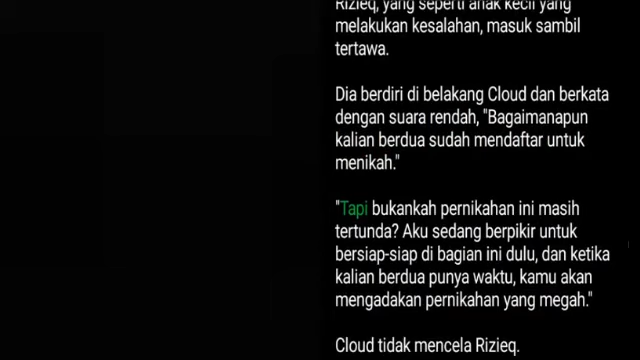 Rizieq, yang seperti anak kecil yang
melakukan kesalahan, masuk sambil
tertawa.
Dia berdiri di belakang Cloud dan berkata
dengan suara rendah, "Bagaimanapun
kalian berdua sudah mendaftar untuk
menikah."
"Tapi bukankah pernikahan ini masih
tertunda? Aku sedang berpikir untuk
bersiap-siap di bagian ini dulu, dan ketika
kalian berdua punya waktu, kamu akan
mengadakan pernikahan yang megah."
Cloud tidak mencela Rizieq.